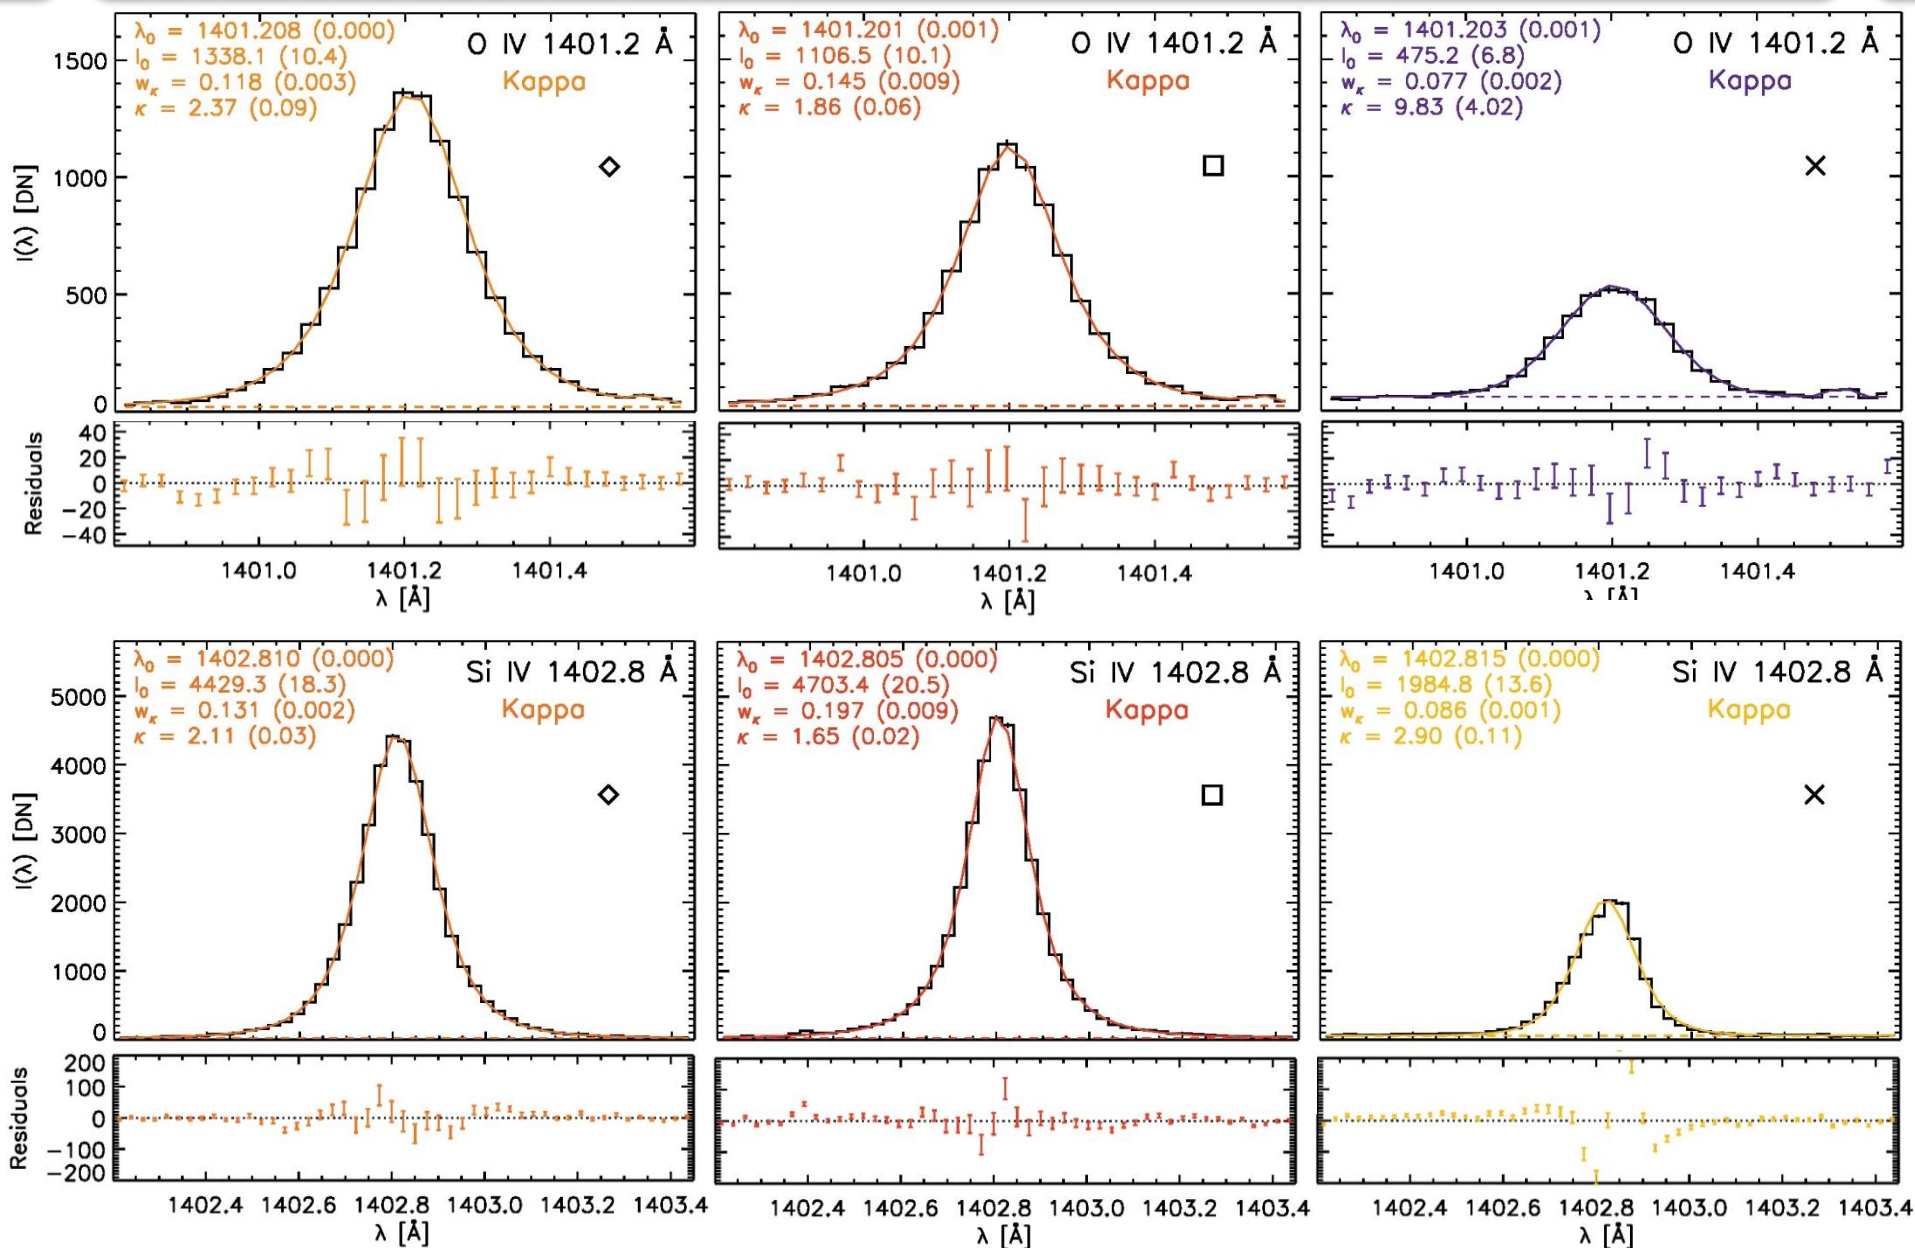 λ₀ = 1401.208 (0.000)
I₀ = 1338.1 (10.4)
wκ = 0.118 (0.003)
κ = 2.37 (0.09)
O IV 1401.2 Å
Kappa
1500
1000
500
0
I(λ) [DN]
λ₀ = 1401.201 (0.001)
I₀ = 1106.5 (10.1)
wκ = 0.145 (0.009)
κ = 1.86 (0.06)
O IV 1401.2 Å
Kappa
λ₀ = 1401.203 (0.001)
I₀ = 475.2 (6.8)
wκ = 0.077 (0.002)
κ = 9.83 (4.02)
O IV 1401.2 Å
Kappa
40
20
0
−20
−40
Residuals
1401.0 1401.2 1401.4
λ [Å]
1401.0 1401.2 1401.4
λ [Å]
1401.0 1401.2 1401.4
λ [Å]
λ₀ = 1402.810 (0.000)
I₀ = 4429.3 (18.3)
wκ = 0.131 (0.002)
κ = 2.11 (0.03)
Si IV 1402.8 Å
Kappa
5000
4000
3000
2000
1000
0
I(λ) [DN]
λ₀ = 1402.805 (0.000)
I₀ = 4703.4 (20.5)
wκ = 0.197 (0.009)
κ = 1.65 (0.02)
Si IV 1402.8 Å
Kappa
λ₀ = 1402.815 (0.000)
I₀ = 1984.8 (13.6)
wκ = 0.086 (0.001)
κ = 2.90 (0.11)
Si IV 1402.8 Å
Kappa
200
100
0
−100
−200
Residuals
1402.4 1402.6 1402.8 1403.0 1403.2 1403.4
λ [Å]
1402.4 1402.6 1402.8 1403.0 1403.2 1403.4
λ [Å]
1402.4 1402.6 1402.8 1403.0 1403.2 1403.4
λ [Å]